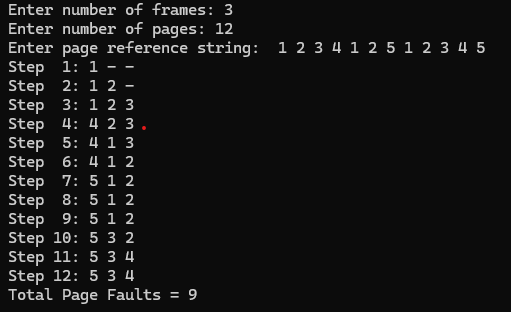 Enter number of frames: 3
Enter number of pages: 12
Enter page reference string:  1 2 3 4 1 2 5 1 2 3 4 5
Step  1: 1 - -
Step  2: 1 2 -
Step  3: 1 2 3
Step  4: 4 2 3
Step  5: 4 1 3
Step  6: 4 1 2
Step  7: 5 1 2
Step  8: 5 1 2
Step  9: 5 1 2
Step 10: 5 3 2
Step 11: 5 3 4
Step 12: 5 3 4
Total Page Faults = 9